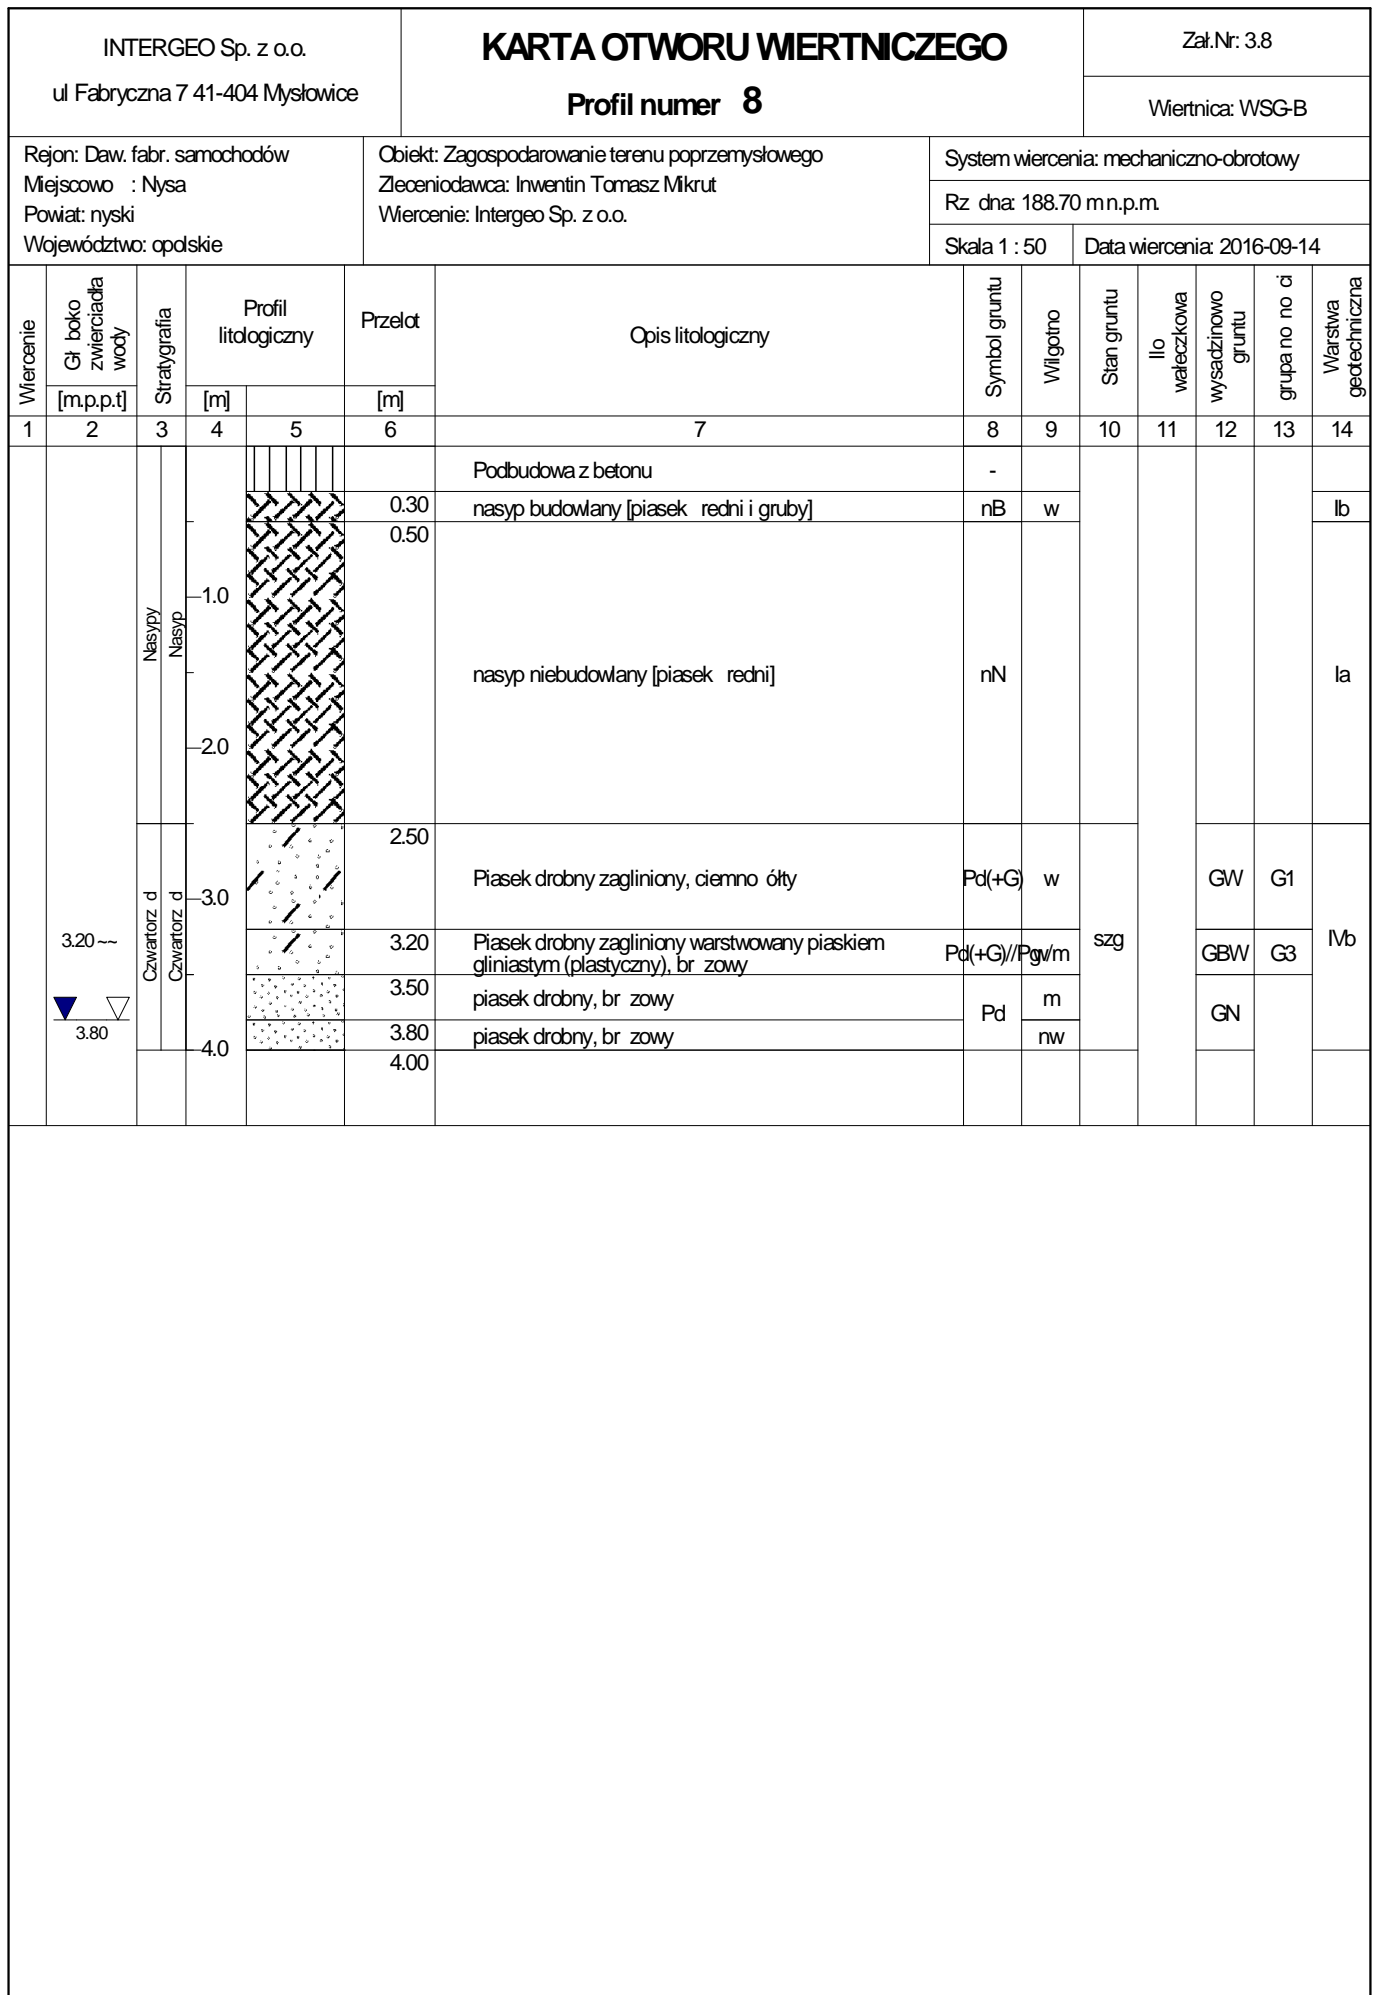 INTERGEO Sp. z o.o.
ul Fabryczna 7 41-404 Mysłowice
KARTA OTWORU WIERTNICZEGO
Profil numer 8
Zał.Nr: 3.8
Wiertnica: WSG-B
Rejon: Daw. fabr. samochodów
Miejscowo : Nysa
Powiat: nyski
Województwo: opolskie
Obiekt: Zagospodarowanie terenu poprzemysłowego
Zleceniodawca: Inwentin Tomasz Mikrut
Wiercenie: Intergeo Sp. z o.o.
System wiercenia: mechaniczno-obrotowy
Rz dna: 188.70 m n.p.m.
Skala 1 : 50
Data wiercenia: 2016-09-14
Wiercenie
Gł boko
zwierciadła
wody
[m.p.p.t]
Stratygrafia
Profil
litologiczny
[m]
Przelot
[m]
Opis litologiczny
Symbol gruntu
Wilgotno
Stan gruntu
Ilo
wałeczkowa
wysadzinowo
gruntu
grupa no no ci
Warstwa
geotechniczna
1 2 3 4 5 6 7 8 9 10 11 12 13 14
Podbudowa z betonu -
0.30 nasyp budowlany [piasek redni i gruby] nB w Ib
0.50
1.0
Nasypy
Nasyp
nasyp niebudowlany [piasek redni] nN Ia
2.0
2.50
Piasek drobny zagliniony, ciemno ółty Pd(+G) w GW G1
3.0
Czwartorz d
Czwartorz d
3.20 ~~
3.20 Piasek drobny zagliniony warstwowany piaskiem
gliniastym (plastyczny), br zowy
Pd(+G)//Pg w/m szg GBW G3 IVb
3.50 piasek drobny, br zowy Pd m GN
3.80
3.80 piasek drobny, br zowy nw
4.0
4.00